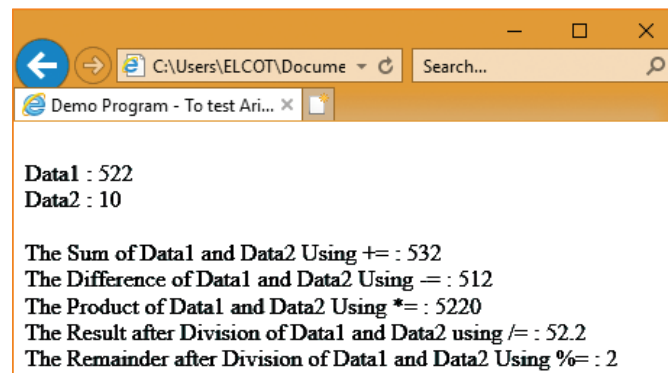 C:\Users\ELCOT\Docume
Search...
Demo Program - To test Ari...
Data1 : 522
Data2 : 10
The Sum of Data1 and Data2 Using += : 532
The Difference of Data1 and Data2 Using -= : 512
The Product of Data1 and Data2 Using *= : 5220
The Result after Division of Data1 and Data2 using /= : 52.2
The Remainder after Division of Data1 and Data2 Using %= : 2